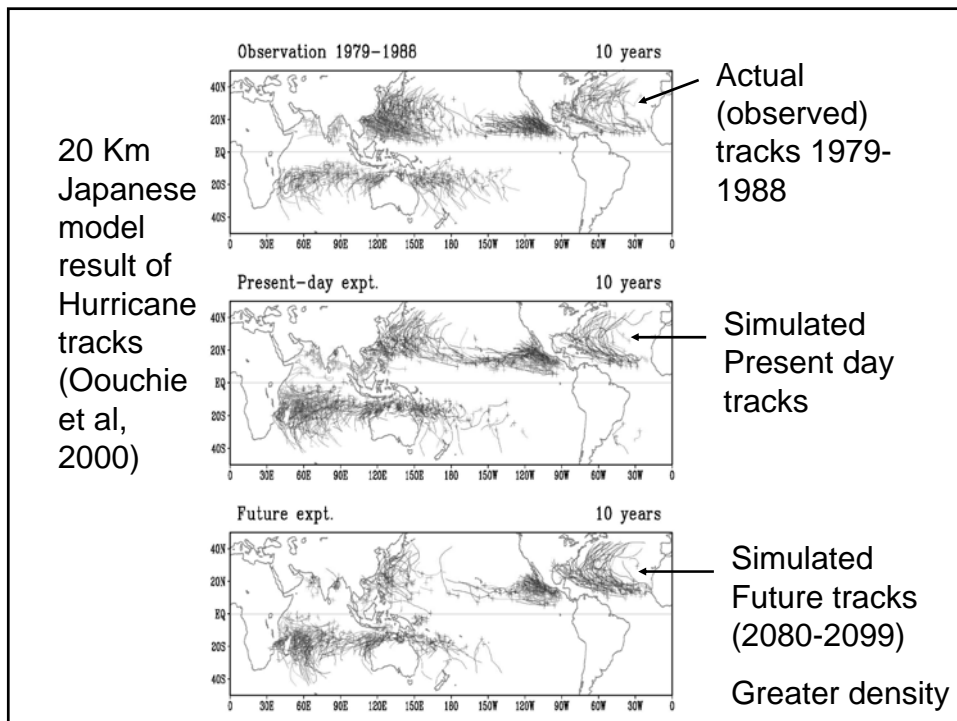 20 Km
Japanese
model
result of
Hurricane
tracks
(Oouchie
et al,
2000)
Observation 1979-1988 10 years
40N
20N
EQ
20S
40S
0 30E 60E 90E 120E 150E 180 150W 120W 90W 60W 30W 0
Actual
(observed)
tracks 1979-
1988
Present-day expt. 10 years
40N
20N
EQ
20S
40S
0 30E 60E 90E 120E 150E 180 150W 120W 90W 60W 30W 0
Simulated
Present day
tracks
Future expt. 10 years
40N
20N
EQ
20S
40S
0 30E 60E 90E 120E 150E 180 150W 120W 90W 60W 30W 0
Simulated
Future tracks
(2080-2099)
Greater density